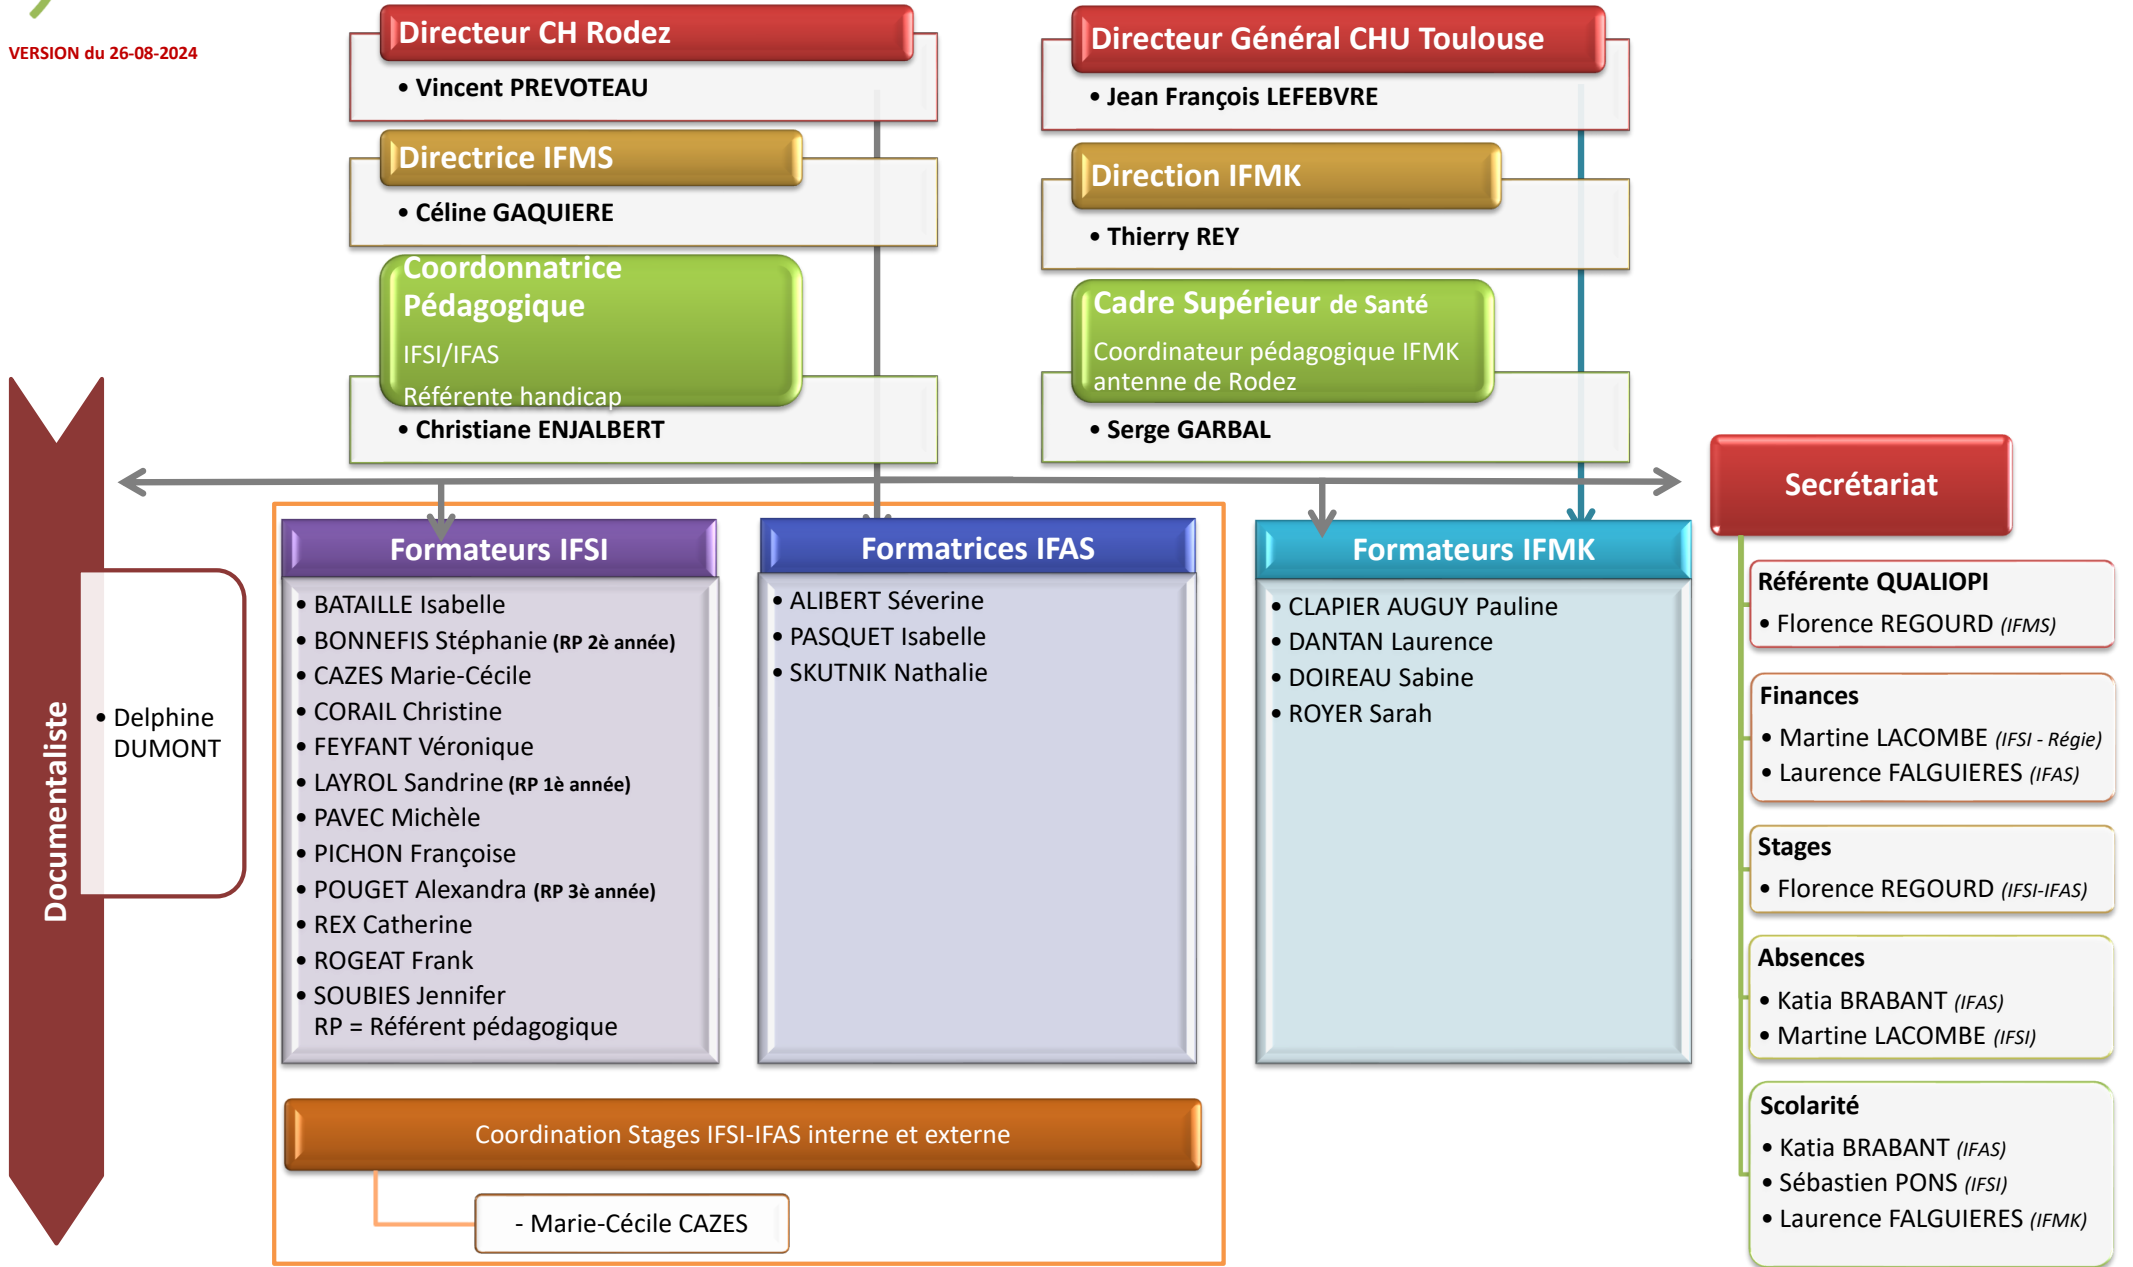 VERSION du 26-08-2024
Directeur CH Rodez
• Vincent PREVOTEAU
Directrice IFMS
• Céline GAQUIERE
Coordonnatrice
Pédagogique
IFSI/IFAS
Référente handicap
• Christiane ENJALBERT
Directeur Général CHU Toulouse
• Jean François LEFEBVRE
Direction IFMK
• Thierry REY
Cadre Supérieur de Santé
Coordinateur pédagogique IFMK
antenne de Rodez
• Serge GARBAL
Documentaliste
• Delphine
DUMONT
Formateurs IFSI
• BATAILLE Isabelle
• BONNEFIS Stéphanie (RP 2è année)
• CAZES Marie-Cécile
• CORAIL Christine
• FEYFANT Véronique
• LAYROL Sandrine (RP 1è année)
• PAVEC Michèle
• PICHON Françoise
• POUGET Alexandra (RP 3è année)
• REX Catherine
• ROGEAT Frank
• SOUBIES Jennifer
RP = Référent pédagogique
Formatrices IFAS
• ALIBERT Séverine
• PASQUET Isabelle
• SKUTNIK Nathalie
Formateurs IFMK
• CLAPIER AUGUY Pauline
• DANTAN Laurence
• DOIREAU Sabine
• ROYER Sarah
Coordination Stages IFSI-IFAS interne et externe
- Marie-Cécile CAZES
Secrétariat
Référente QUALIOPI
• Florence REGOURD (IFMS)
Finances
• Martine LACOMBE (IFSI - Régie)
• Laurence FALGUIERES (IFAS)
Stages
• Florence REGOURD (IFSI-IFAS)
Absences
• Katia BRABANT (IFAS)
• Martine LACOMBE (IFSI)
Scolarité
• Katia BRABANT (IFAS)
• Sébastien PONS (IFSI)
• Laurence FALGUIERES (IFMK)